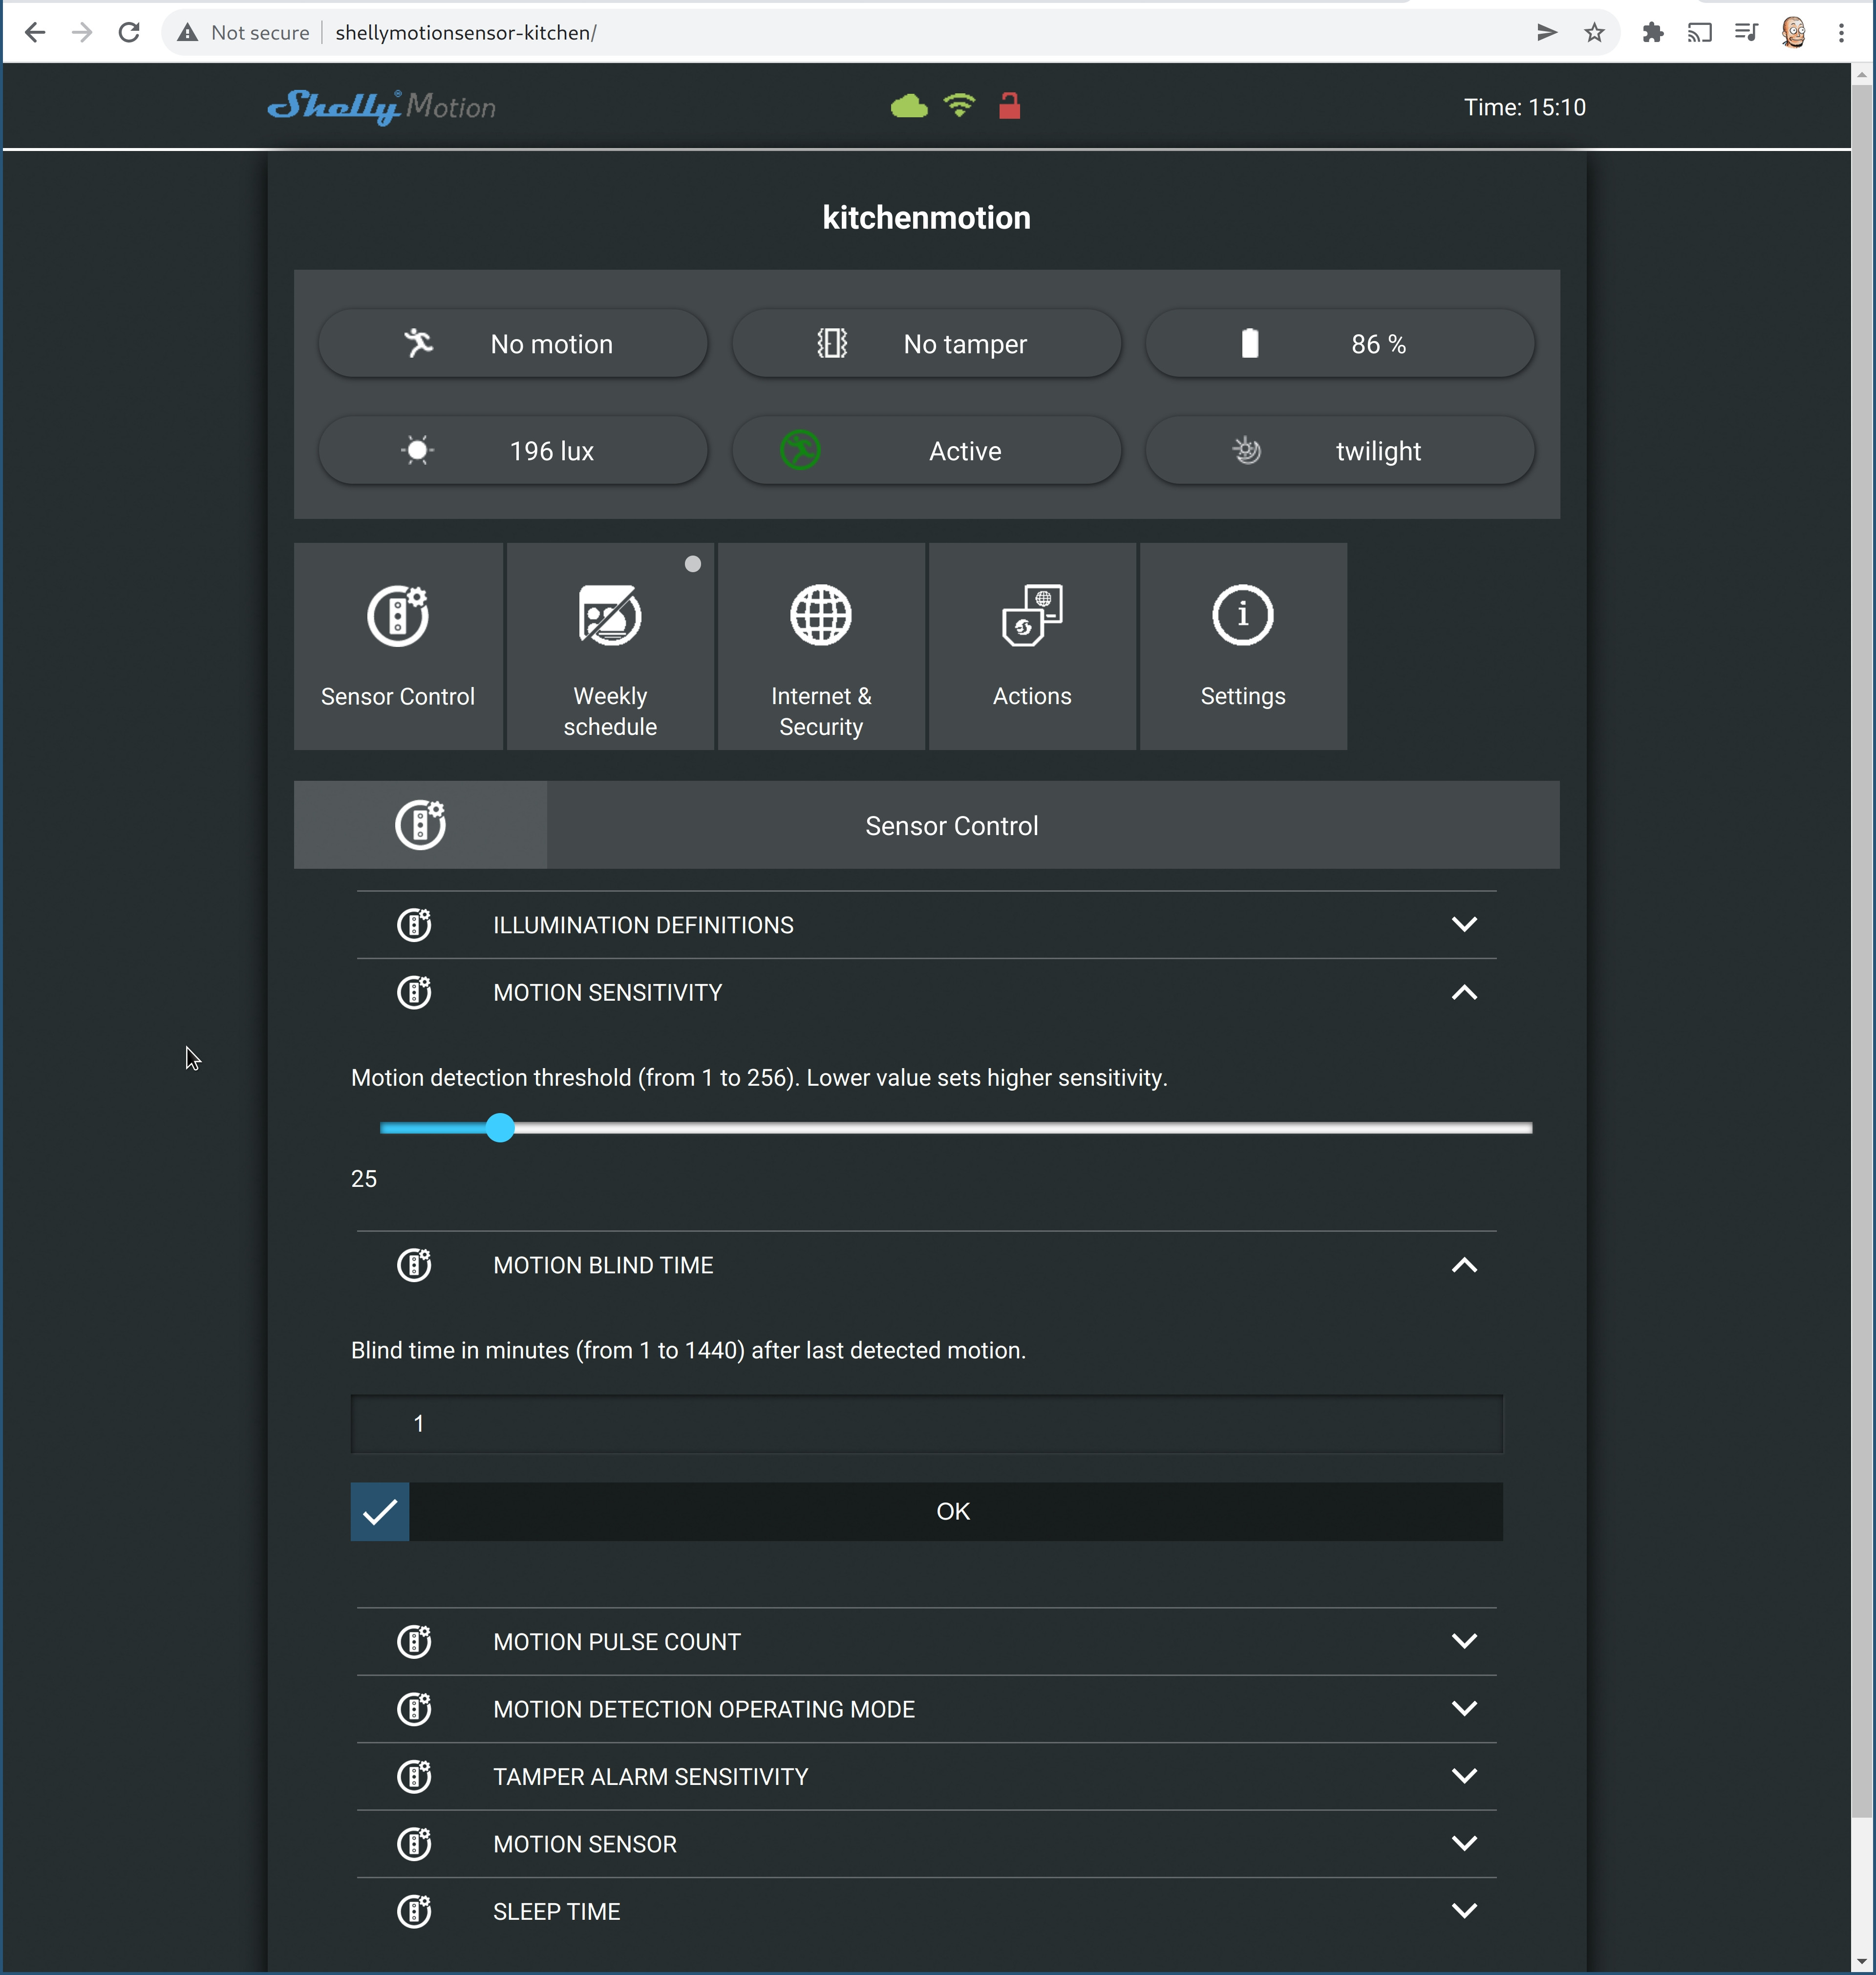 Not secure
shellymotionsensor-kitchen/
Shelly Motion
Time: 15:10
kitchenmotion
No motion
No tamper
86 %
196 lux
Active
twilight
Sensor Control
Weekly
schedule
Internet &
Security
Actions
Settings
Sensor Control
ILLUMINATION DEFINITIONS
MOTION SENSITIVITY
Motion detection threshold (from 1 to 256). Lower value sets higher sensitivity.
25
MOTION BLIND TIME
Blind time in minutes (from 1 to 1440) after last detected motion.
1
OK
MOTION PULSE COUNT
MOTION DETECTION OPERATING MODE
TAMPER ALARM SENSITIVITY
MOTION SENSOR
SLEEP TIME